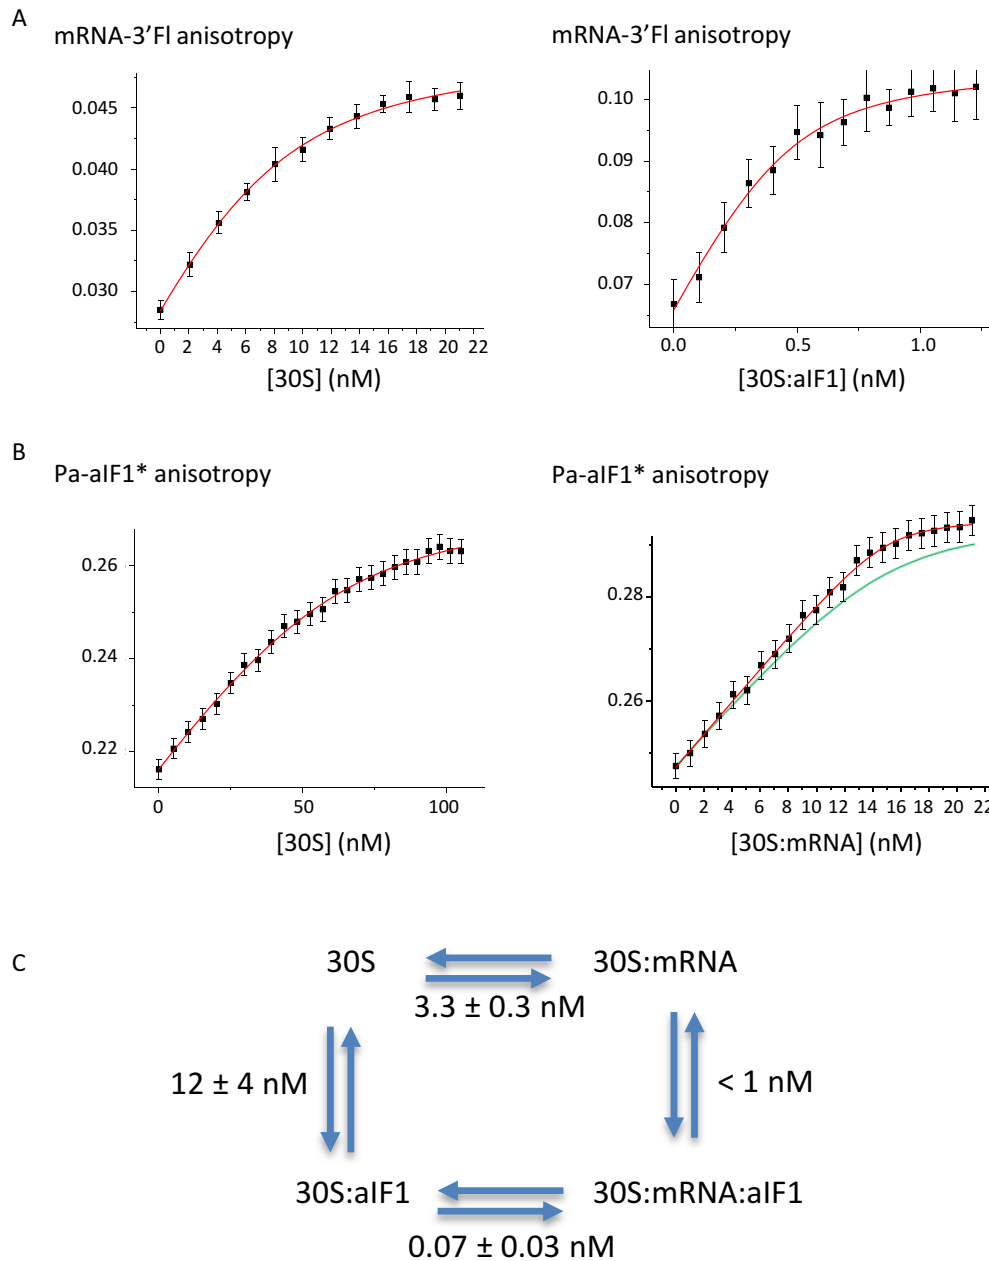 A
mRNA-3’Fl anisotropy
0.045
0.040
0.035
0.030
0 2 4 6 8 10 12 14 16 18 20 22
[30S] (nM)
mRNA-3’Fl anisotropy
0.10
0.09
0.08
0.07
0.0 0.5 1.0
[30S:aIF1] (nM)
B
Pa-aIF1* anisotropy
0.26
0.24
0.22
0 50 100
[30S] (nM)
Pa-aIF1* anisotropy
0.28
0.26
0 2 4 6 8 10 12 14 16 18 20 22
[30S:mRNA] (nM)
C
30S
30S:mRNA
3.3 ± 0.3 nM
12 ± 4 nM
< 1 nM
30S:aIF1
30S:mRNA:aIF1
0.07 ± 0.03 nM